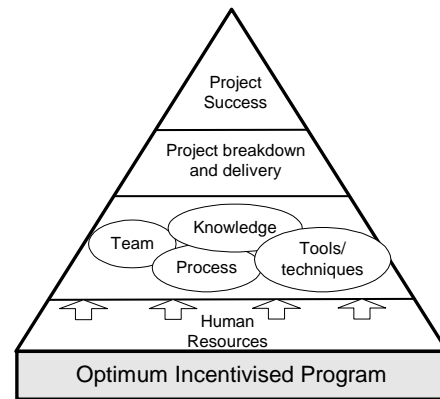 Project
Success
Project breakdown
and delivery
Knowledge
Team
Tools/
techniques
Process
Human
Resources
Optimum Incentivised Program